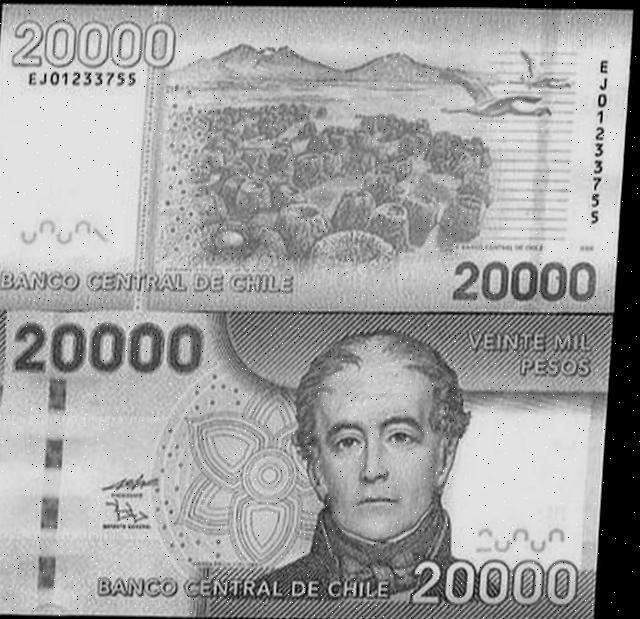 20000
EJ01233755
EJ01233755
BANCO CENTRAL DE CHILE
20000
20000
VEINTE MIL
PESOS
BANCO CENTRAL DE CHILE
20000